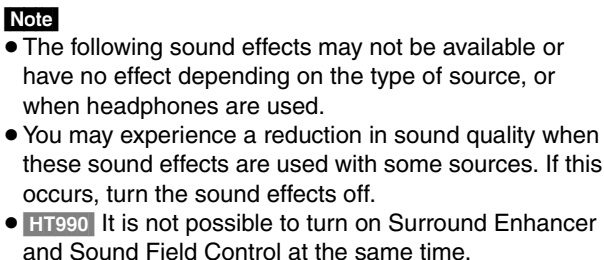 Note
● The following sound effects may not be available or
have no effect depending on the type of source, or
when headphones are used.
● You may experience a reduction in sound quality when
these sound effects are used with some sources. If this
occurs, turn the sound effects off.
● HT990 It is not possible to turn on Surround Enhancer
and Sound Field Control at the same time.